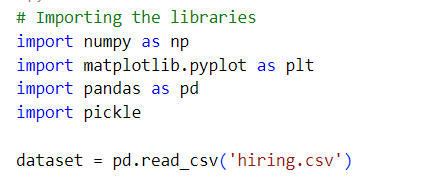 # Importing the libraries
import numpy as np
import matplotlib.pyplot as plt
import pandas as pd
import pickle
dataset = pd.read_csv('hiring.csv')